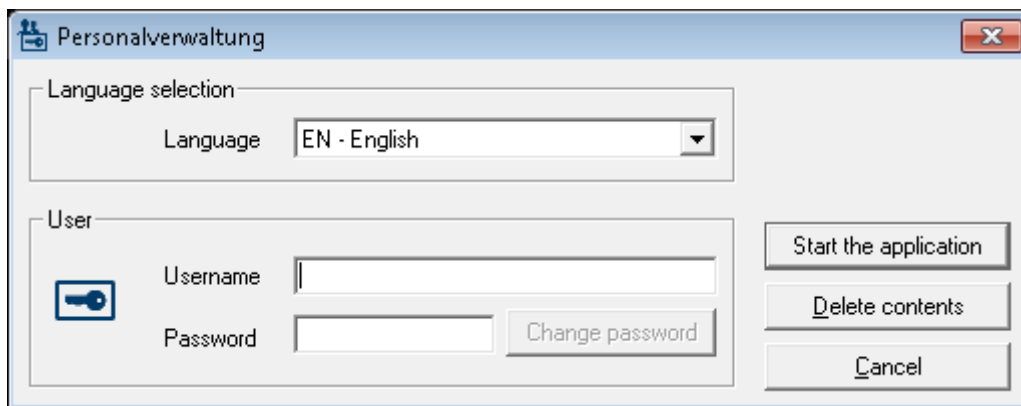 Personalverwaltung
Language selection
Language EN - English
User
Username
Password Change password
Start the application
Delete contents
Cancel